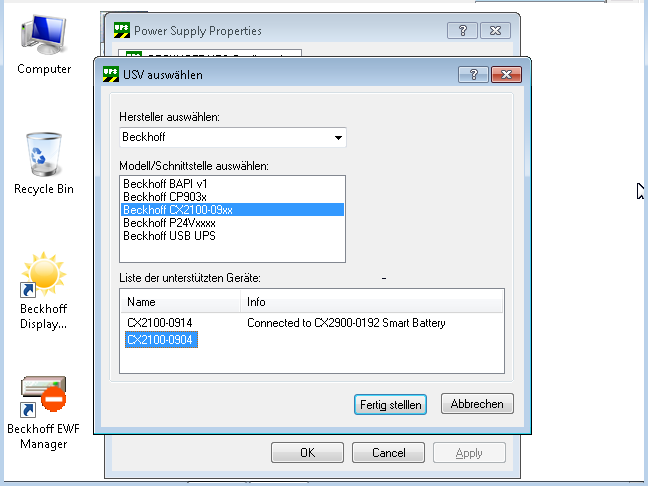 Power Supply Properties
UPS
USV auswählen
Hersteller auswählen:
Beckhoff
Modell/Schnittstelle auswählen:
Beckhoff BAPI v1
Beckhoff CP903x
Beckhoff CX2100-09xx
Beckhoff P24Vxxxx
Beckhoff USB UPS
Liste der unterstützten Geräte:
-
Name Info
CX2100-0914 Connected to CX2900-0192 Smart Battery
CX2100-0904
Fertig stelllen Abbrechen
OK Cancel Apply
Computer
Recycle Bin
Beckhoff
Display...
Beckhoff EWF
Manager